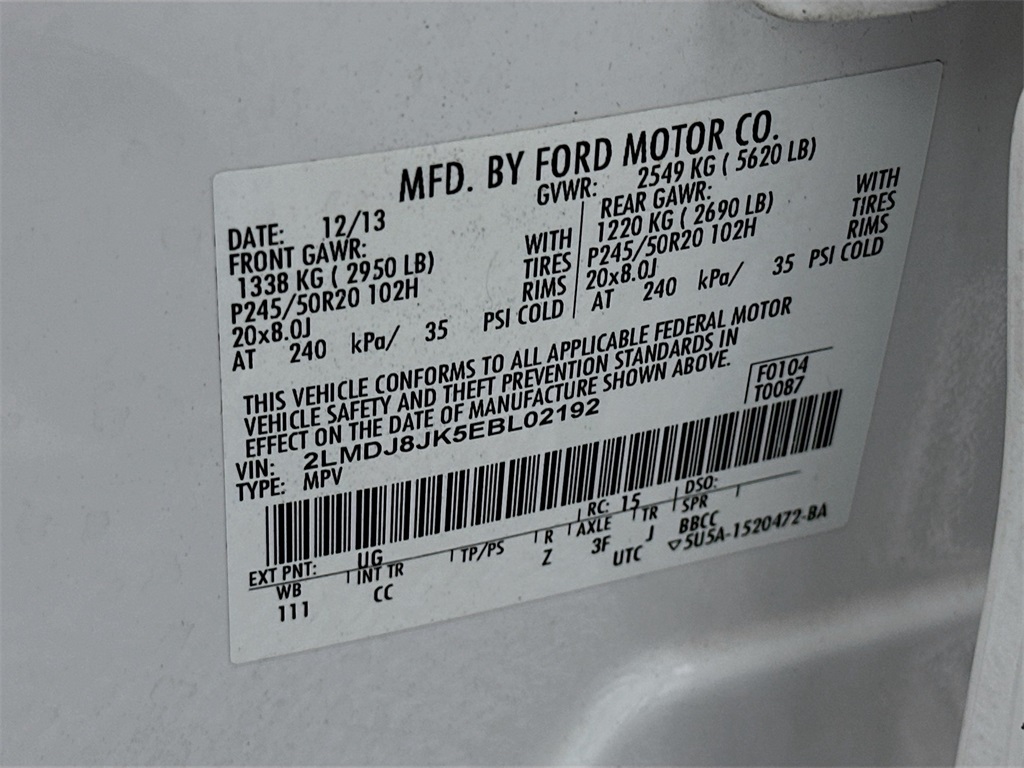 MFD. BY FORD MOTOR CO.
DATE: 12/13 GVWR: 2549 KG ( 5620 LB)
FRONT GAWR: REAR GAWR:
1338 KG ( 2950 LB) WITH 1220 KG ( 2690 LB) WITH
P245/50R20 102H TIRES P245/50R20 102H TIRES
20x8.0J RIMS 20x8.0J RIMS
AT 240 kPa/ 35 PSI COLD AT 240 kPa/ 35 PSI COLD
THIS VEHICLE CONFORMS TO ALL APPLICABLE FEDERAL MOTOR
VEHICLE SAFETY AND THEFT PREVENTION STANDARDS IN
EFFECT ON THE DATE OF MANUFACTURE SHOWN ABOVE.
F0104
T0087
VIN: 2LMDJ8JK5EBL02192
TYPE: MPV
EXT PNT: UG RC: 15 DSO:
WB INT TR TP/PS R AXLE TR SPR
111 CC Z 3F J BBCC
UTC ▽5U5A-1520472-BA